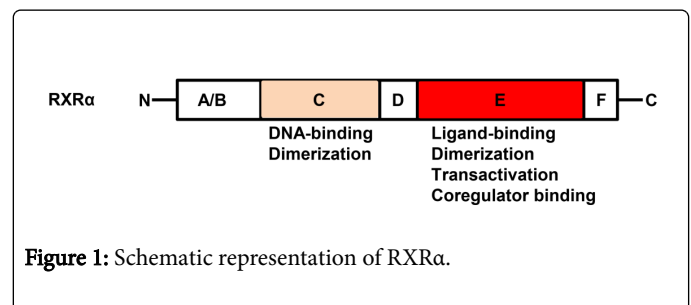 RXRα N A/B C D E F C
DNA-binding Ligand-binding
Dimerization Dimerization
Transactivation
Coregulator binding
Figure 1: Schematic representation of RXRα.